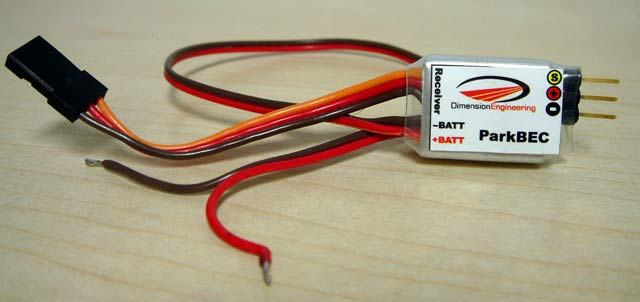 Receiver
DimensionEngineering
-BATT
+BATT
ParkBEC
S
+
-